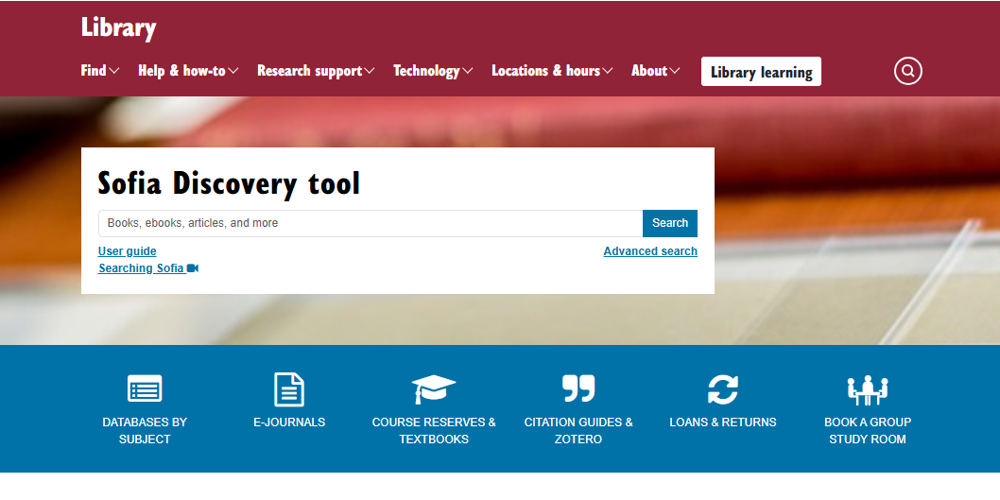 Library
Find Help & how-to Research support Technology Locations & hours About Library learning
Sofia Discovery tool
Books, ebooks, articles, and more Search
User guide Advanced search
Searching Sofia
DATABASES BY SUBJECT
E-JOURNALS
COURSE RESERVES & TEXTBOOKS
CITATION GUIDES & ZOTERO
LOANS & RETURNS
BOOK A GROUP STUDY ROOM